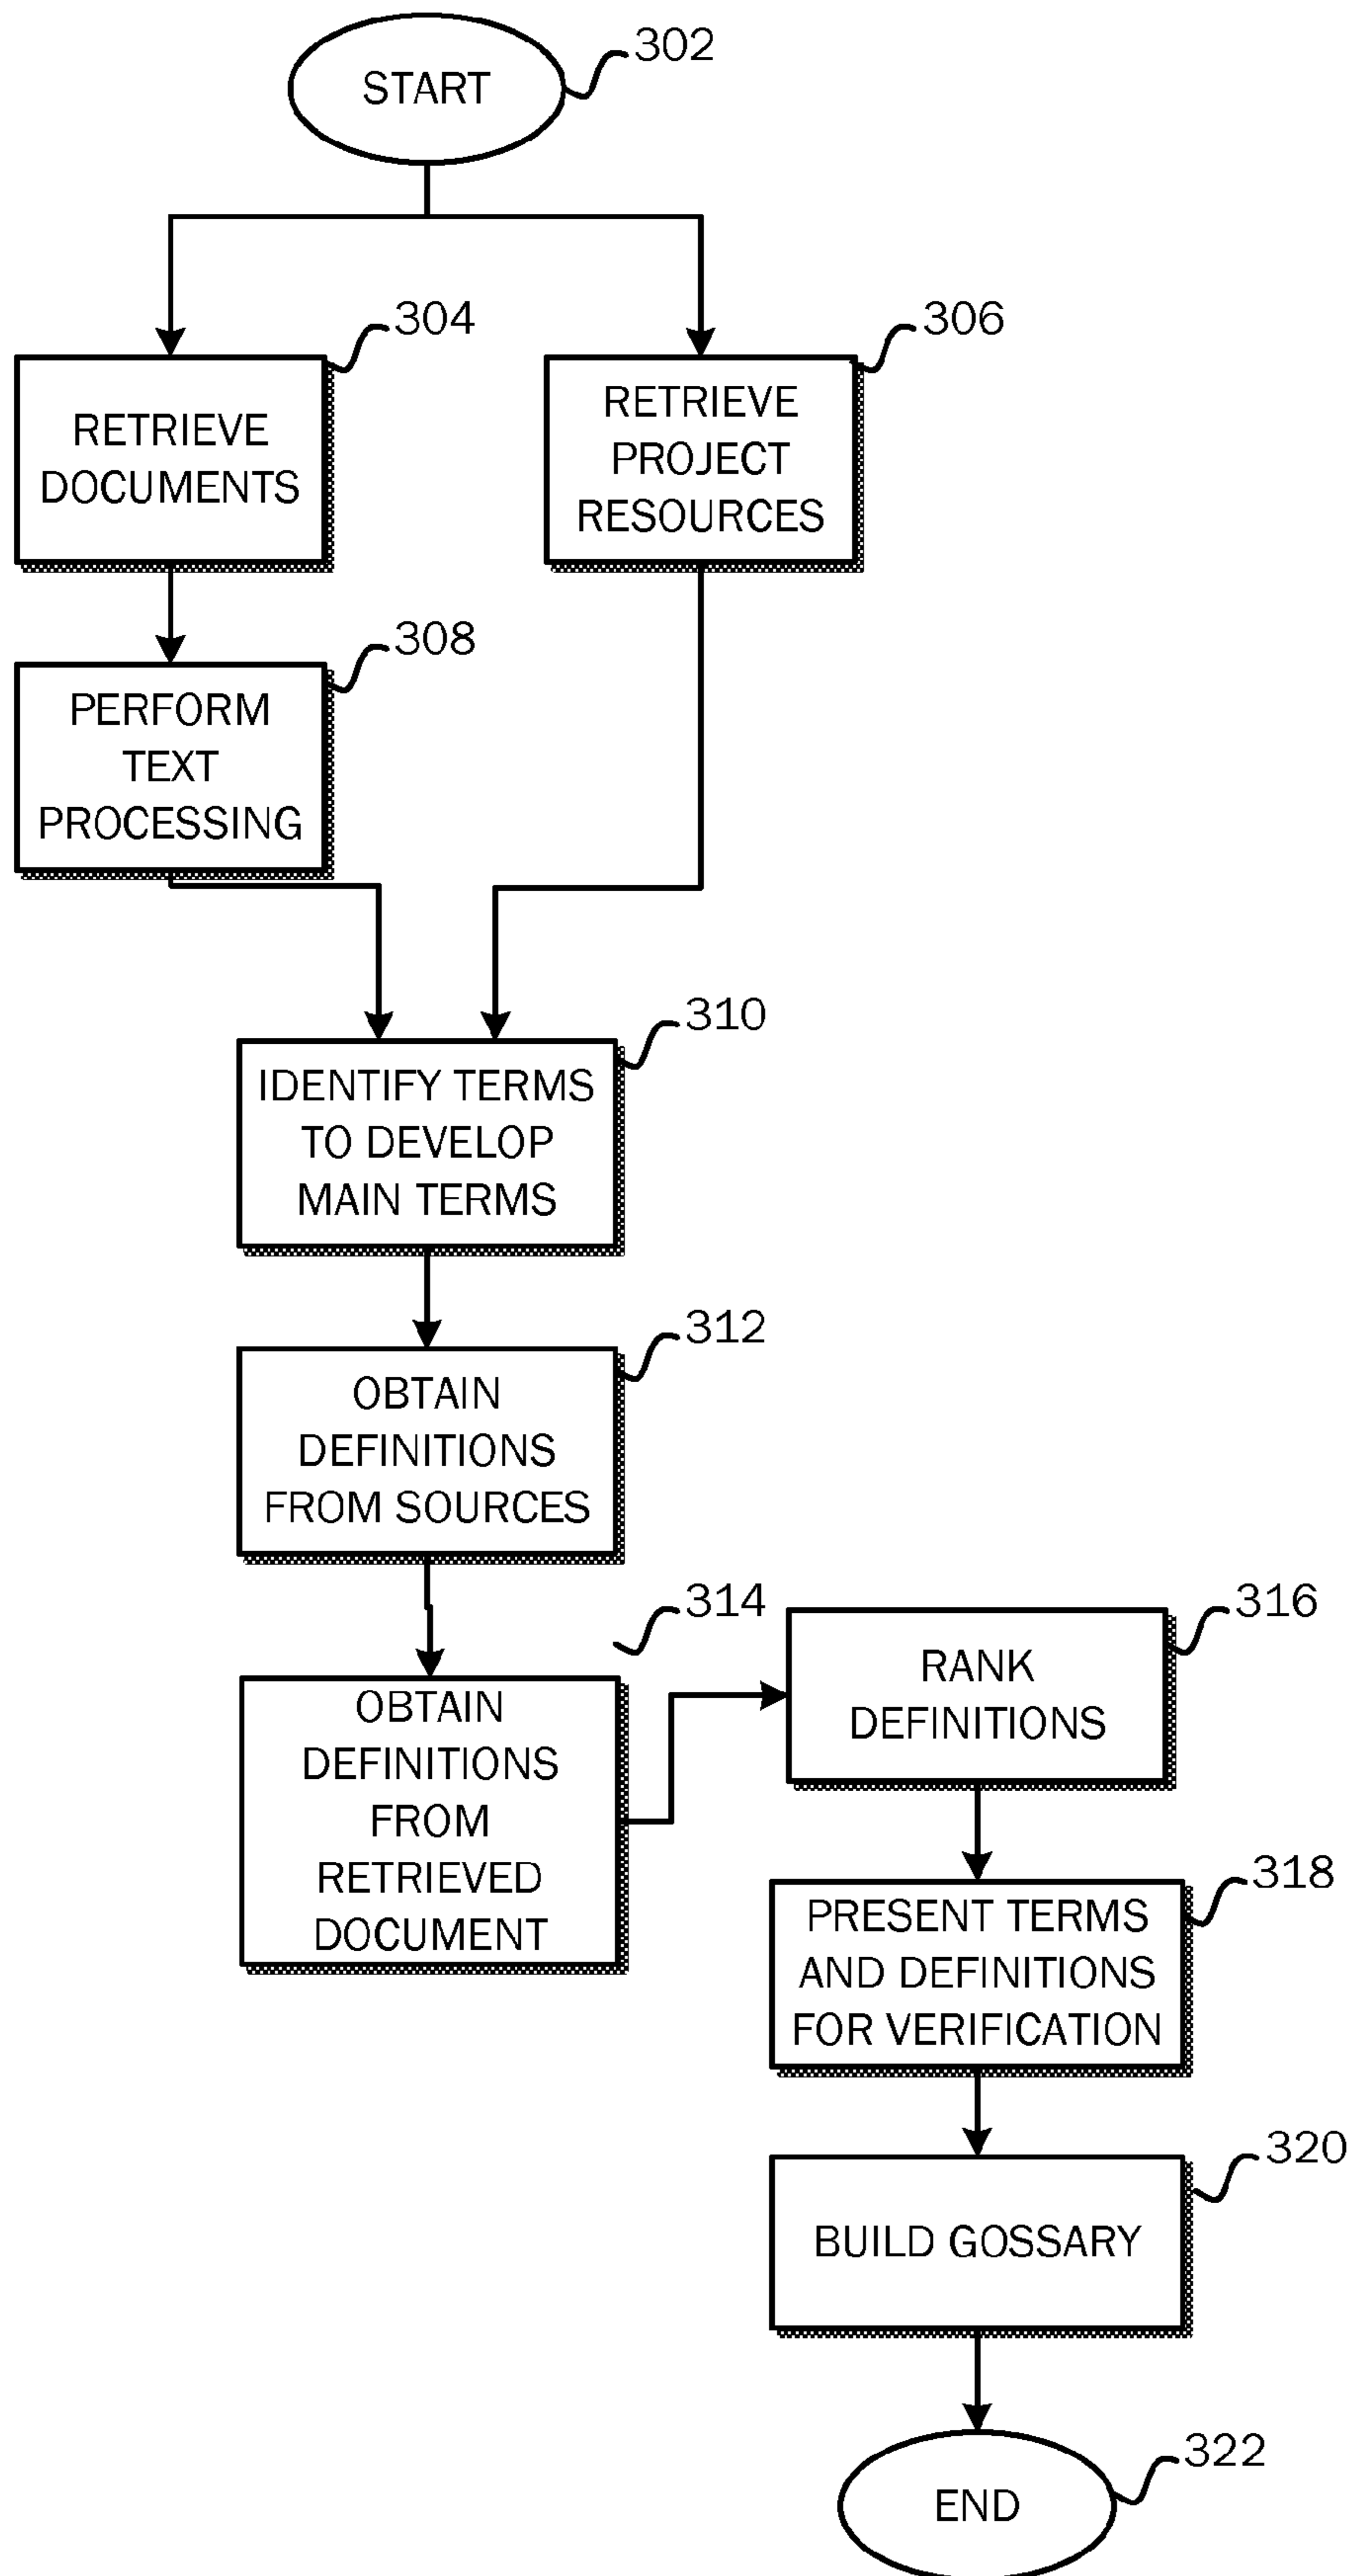 START
302
304
306
RETRIEVE
DOCUMENTS
RETRIEVE
PROJECT
RESOURCES
308
PERFORM
TEXT
PROCESSING
310
IDENTIFY TERMS
TO DEVELOP
MAIN TERMS
312
OBTAIN
DEFINITIONS
FROM SOURCES
314
OBTAIN
DEFINITIONS
FROM
RETRIEVED
DOCUMENT
316
RANK
DEFINITIONS
318
PRESENT TERMS
AND DEFINITIONS
FOR VERIFICATION
320
BUILD GOSSARY
322
END